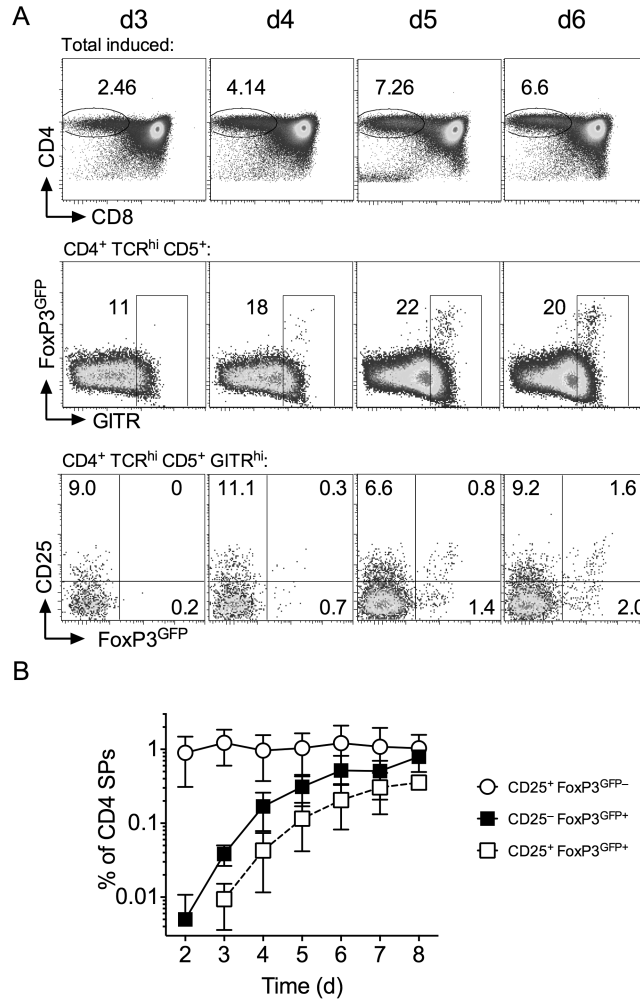 A
d3 d4 d5 d6
Total induced:
2.46 4.14 7.26 6.6
CD4
CD8
CD4+ TCRhi CD5+:
11 18 22 20
FoxP3GFP
GITR
CD4+ TCRhi CD5+ GITRhi:
9.0 0 11.1 0.3 6.6 0.8 9.2 1.6
CD25
0.2 0.7 1.4 2.0
FoxP3GFP
B
% of CD4 SPs
1
0.1
0.01
2 3 4 5 6 7 8
Time (d)
CD25+ FoxP3GFP–
CD25– FoxP3GFP+
CD25+ FoxP3GFP+